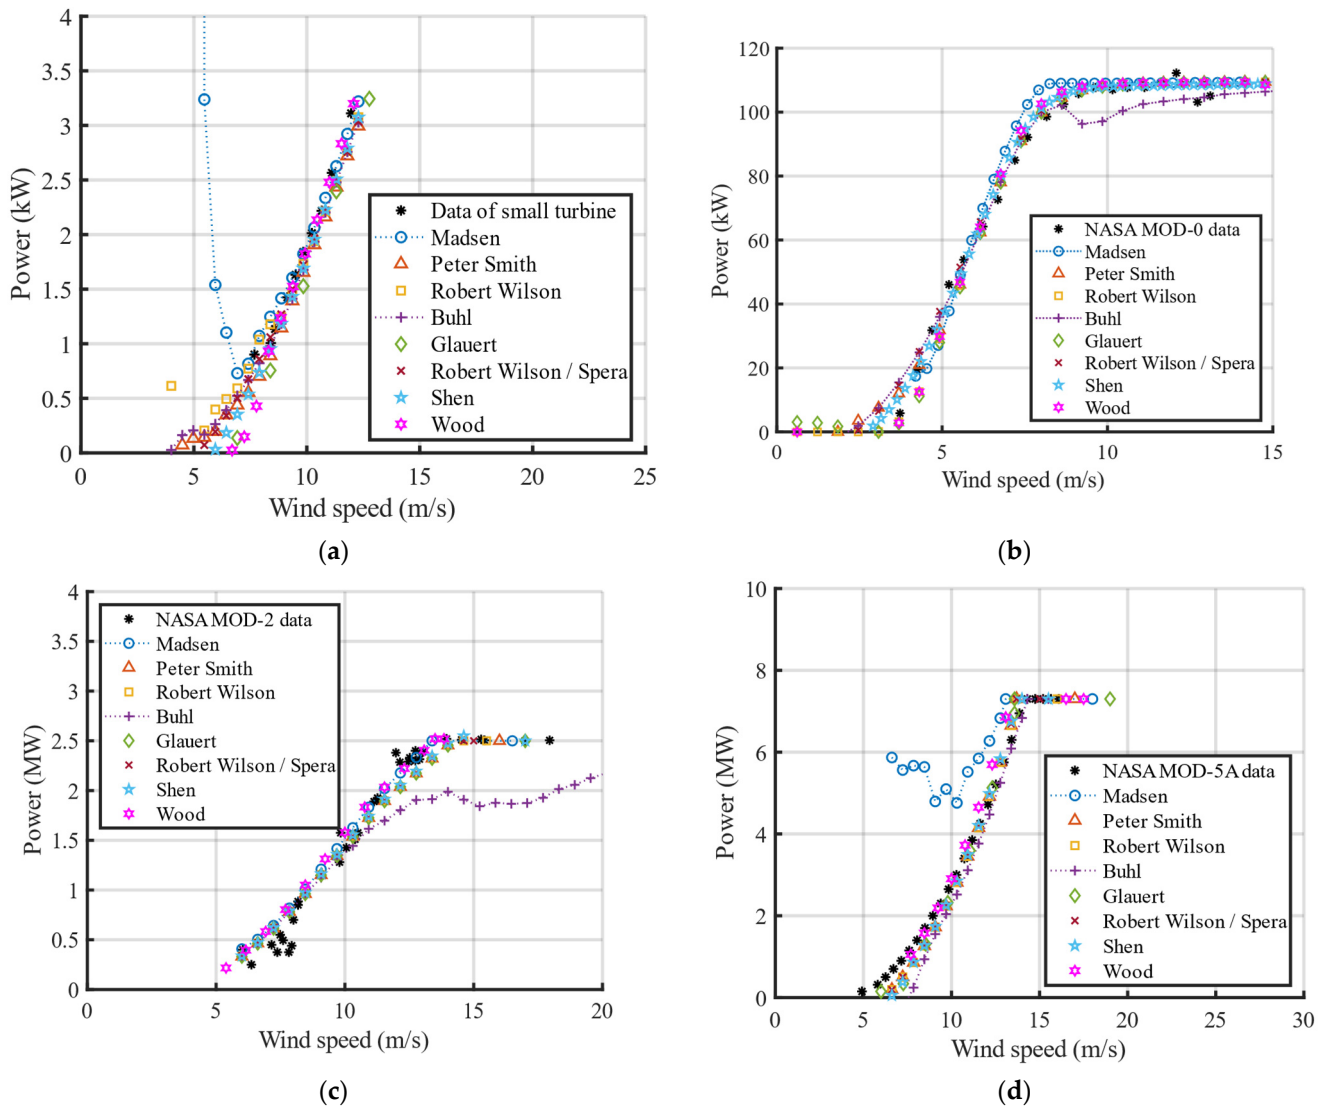 4
3.5
3
2.5
2
1.5
1
0.5
0
Power (kW)
Data of small turbine
Madsen
Peter Smith
Robert Wilson
Buhl
Glauert
Robert Wilson / Spera
Shen
Wood
0 5 10 15 20 25
Wind speed (m/s)
(a)
120
100
80
60
40
20
0
Power (kW)
NASA MOD-0 data
Madsen
Peter Smith
Robert Wilson
Buhl
Glauert
Robert Wilson / Spera
Shen
Wood
0 5 10 15
Wind speed (m/s)
(b)
4
3.5
3
2.5
2
1.5
1
0.5
0
Power (MW)
NASA MOD-2 data
Madsen
Peter Smith
Robert Wilson
Buhl
Glauert
Robert Wilson / Spera
Shen
Wood
0 5 10 15 20
Wind speed (m/s)
(c)
10
8
6
4
2
0
Power (MW)
NASA MOD-5A data
Madsen
Peter Smith
Robert Wilson
Buhl
Glauert
Robert Wilson / Spera
Shen
Wood
0 5 10 15 20 25 30
Wind speed (m/s)
(d)